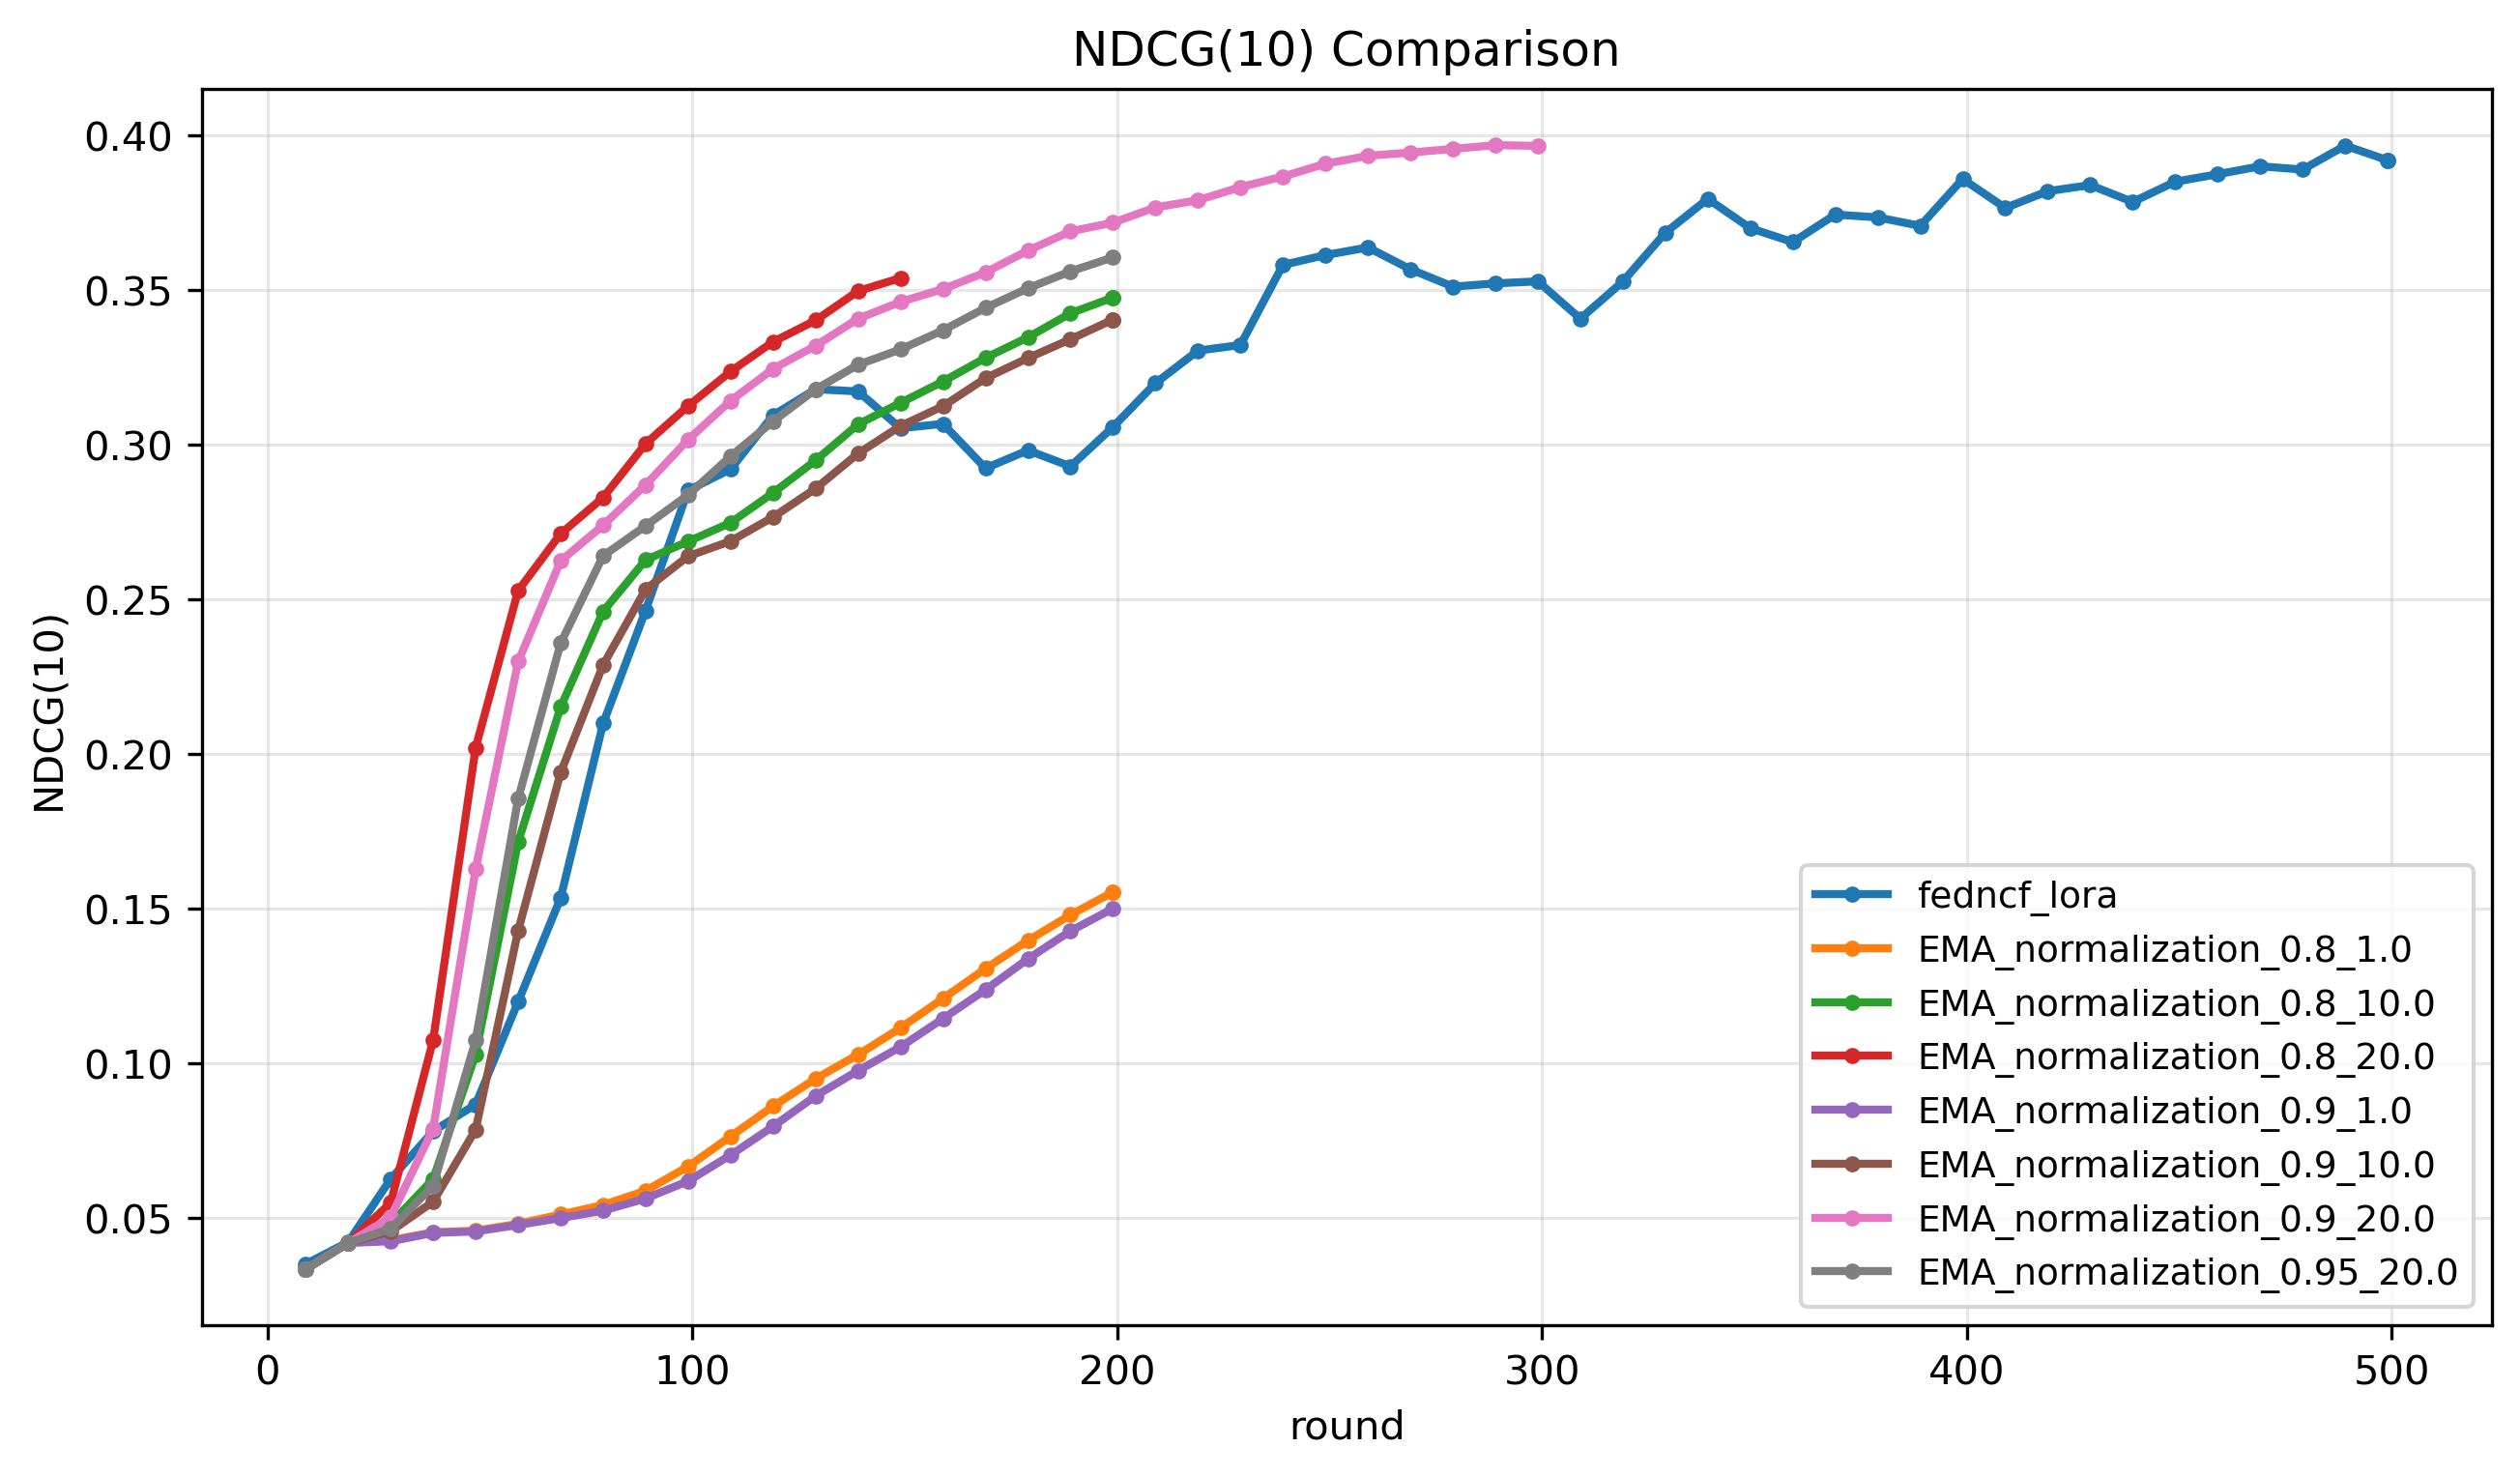 NDCG(10) Comparison
NDCG(10)
0.40
0.35
0.30
0.25
0.20
0.15
0.10
0.05
0
100
200
300
400
500
round
fedncf_lora
EMA_normalization_0.8_1.0
EMA_normalization_0.8_10.0
EMA_normalization_0.8_20.0
EMA_normalization_0.9_1.0
EMA_normalization_0.9_10.0
EMA_normalization_0.9_20.0
EMA_normalization_0.95_20.0